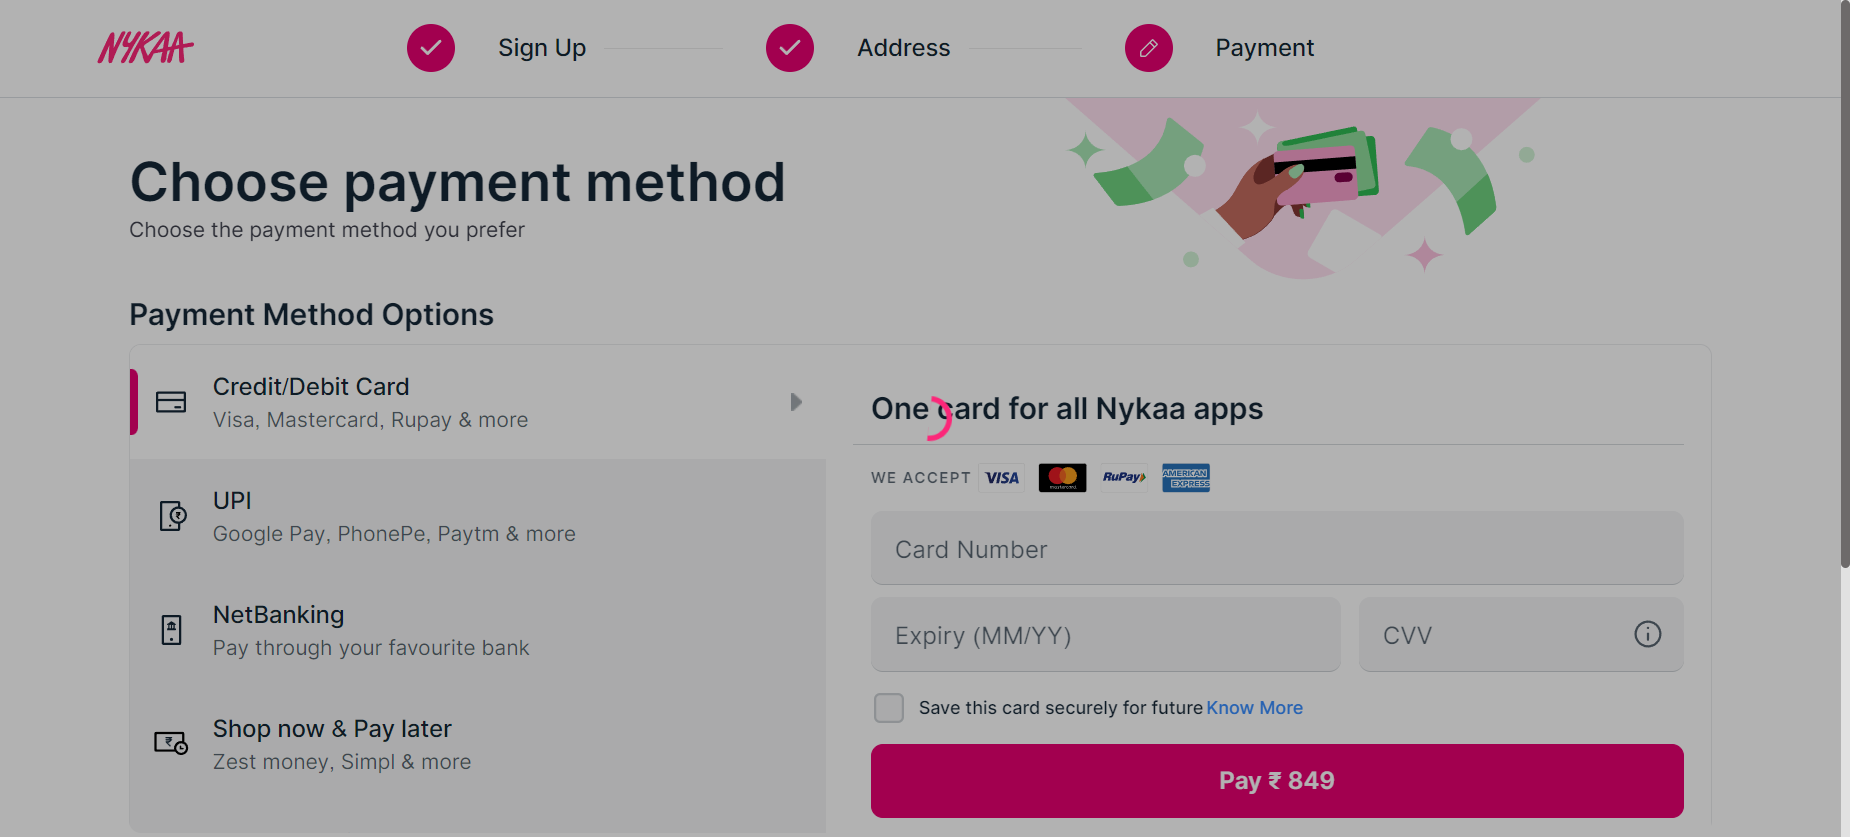 NYKAA
Sign Up
Address
Payment
Choose payment method
Choose the payment method you prefer
Payment Method Options
Credit/Debit Card
Visa, Mastercard, Rupay & more
UPI
Google Pay, PhonePe, Paytm & more
NetBanking
Pay through your favourite bank
Shop now & Pay later
Zest money, Simpl & more
One card for all Nykaa apps
WE ACCEPT VISA mastercard RuPay AMERICAN EXPRESS
Card Number
Expiry (MM/YY)
CVV
Save this card securely for future Know More
Pay ₹ 849